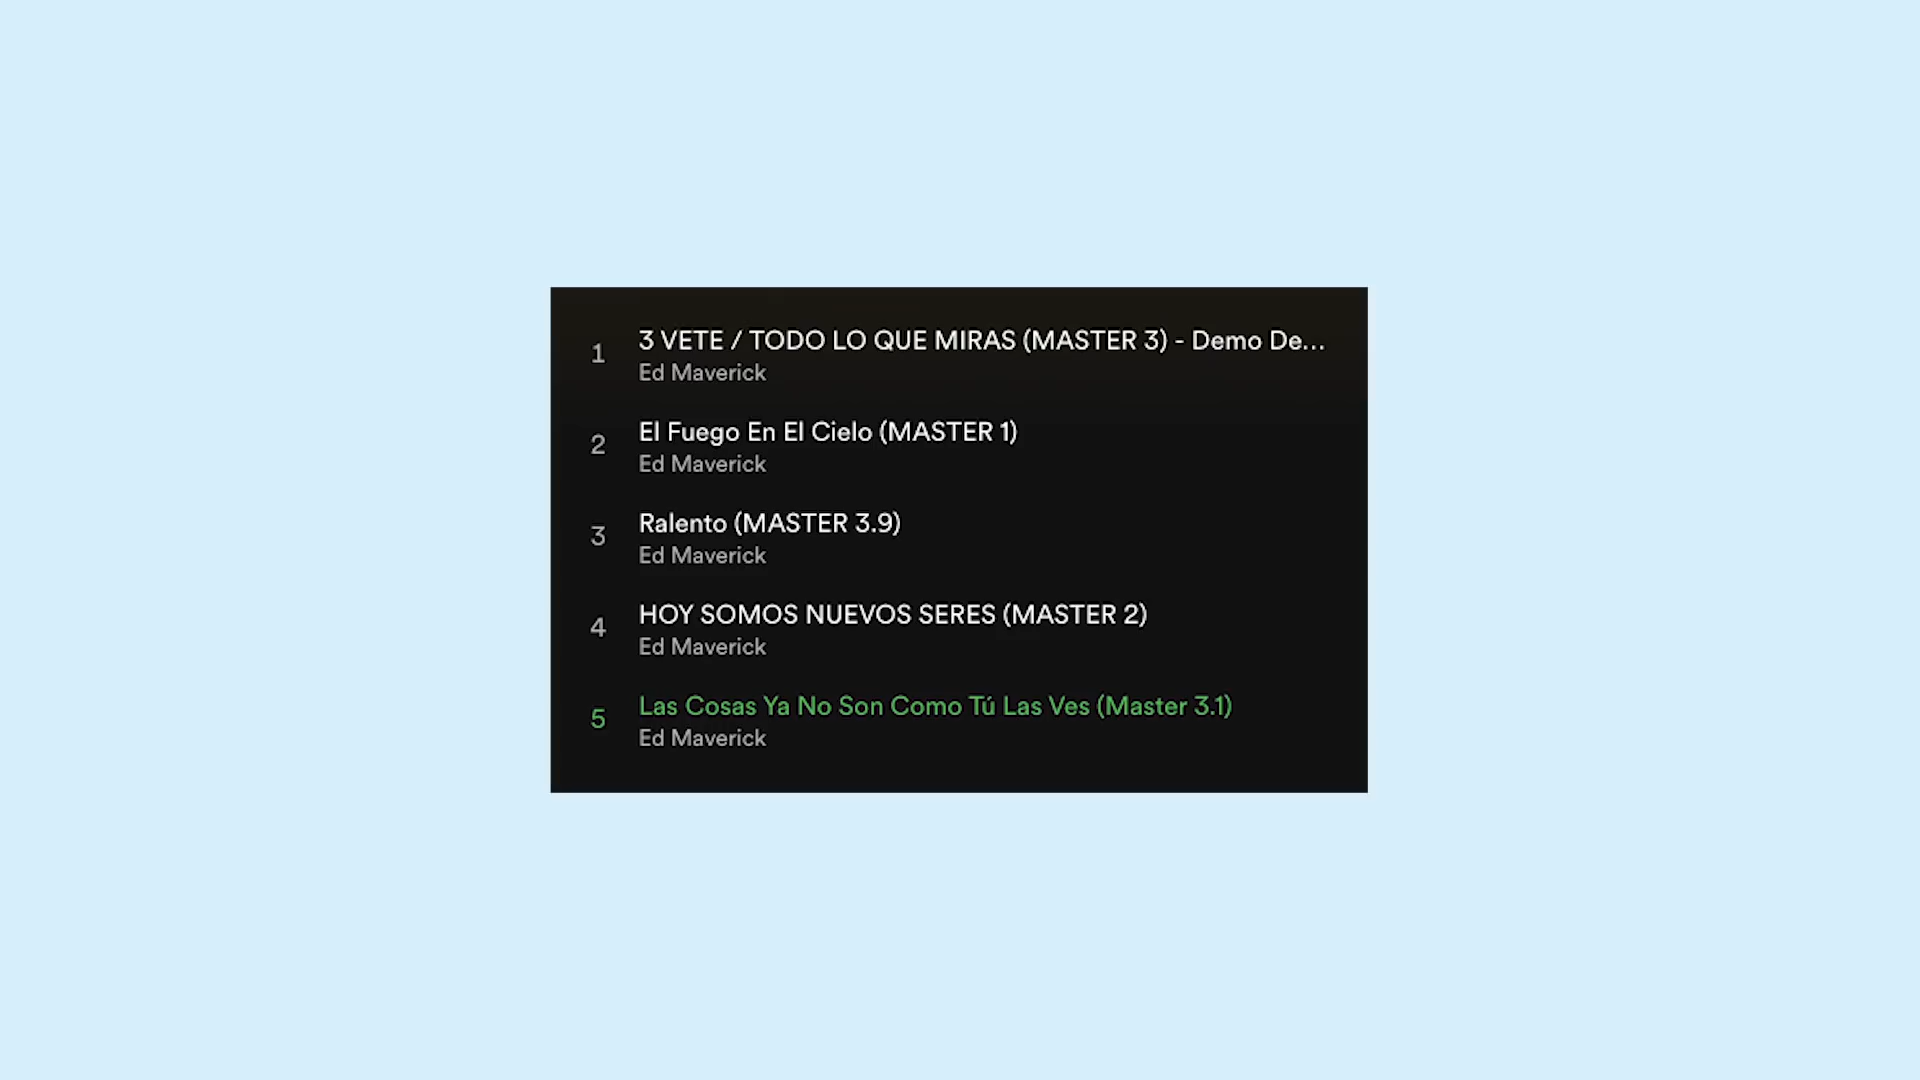 1
3 VETE / TODO LO QUE MIRAS (MASTER 3) - Demo De...
Ed Maverick
2
El Fuego En El Cielo (MASTER 1)
Ed Maverick
3
Ralento (MASTER 3.9)
Ed Maverick
4
HOY SOMOS NUEVOS SERES (MASTER 2)
Ed Maverick
5
Las Cosas Ya No Son Como Tú Las Ves (Master 3.1)
Ed Maverick